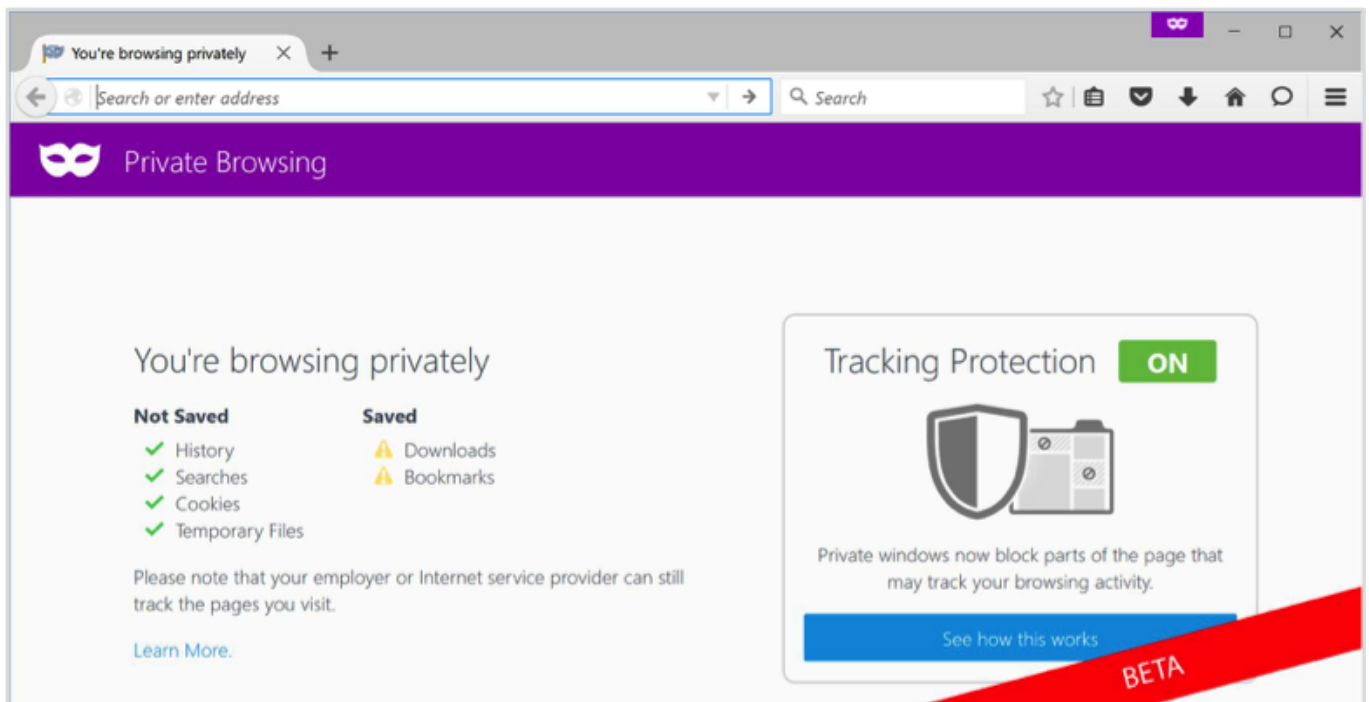 You're browsing privately
Search or enter address
Search
Private Browsing
You're browsing privately
Not Saved
Saved
History
Downloads
Searches
Bookmarks
Cookies
Temporary Files
Please note that your employer or Internet service provider can still
track the pages you visit.
Learn More.
Tracking Protection ON
Private windows now block parts of the page that
may track your browsing activity.
See how this works
BETA